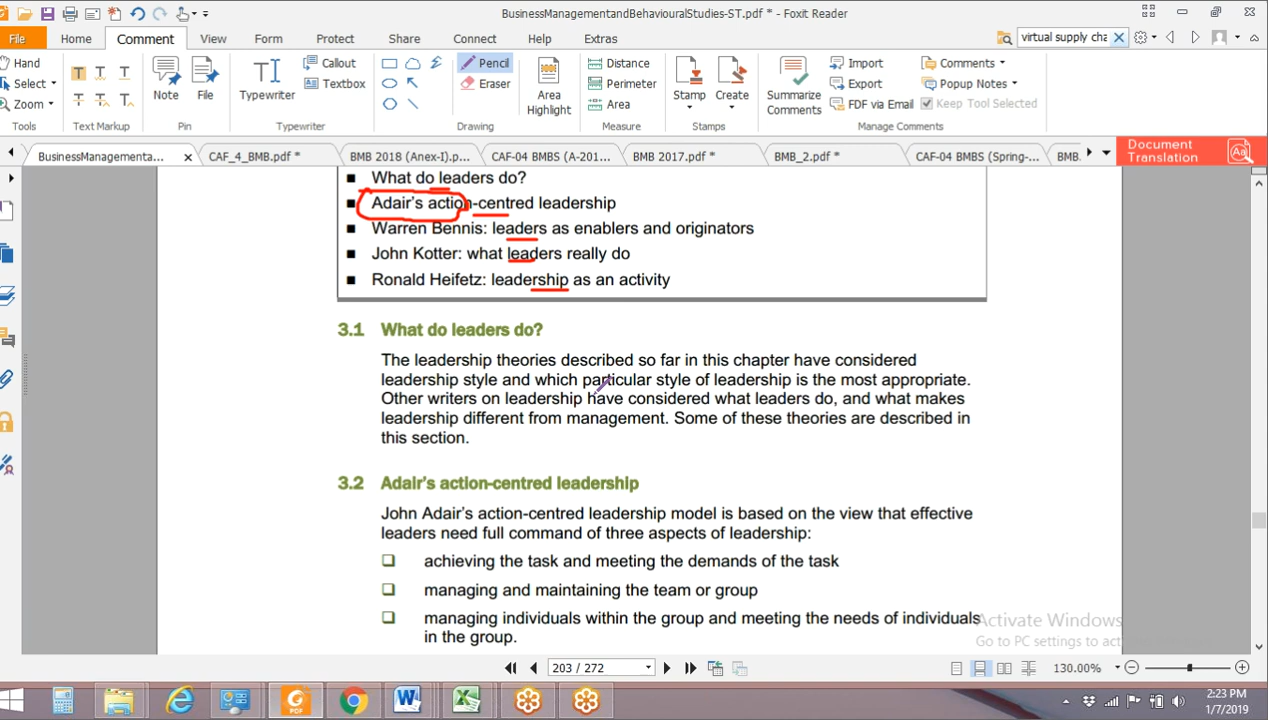 BusinessManagementandBehaviouralStudies-ST.pdf * - Foxit Reader
File Home Comment View Form Protect Share Connect Help Extras
virtual supply cha
Hand
Select
Zoom
Tools
Text Markup
Note
File
Pin
Typewriter
Callout
Textbox
Typewriter
Pencil
Eraser
Area
Highlight
Drawing
Distance
Perimeter
Area
Measure
Stamp
Create
Stamps
Summarize
Comments
Import
Export
FDF via Email
Comments
Popup Notes
Keep Tool Selected
Manage Comments
BusinessManagementa... CAF_4_BMB.pdf * BMB 2018 (Anex-I).p... CAF-04 BMBS (A-201... BMB 2017.pdf * BMB_2.pdf * CAF-04 BMBS (Spring-... BMB.
Document
Translation
■ What do leaders do?
■ Adair's action-centred leadership
■ Warren Bennis: leaders as enablers and originators
■ John Kotter: what leaders really do
■ Ronald Heifetz: leadership as an activity
3.1 What do leaders do?
The leadership theories described so far in this chapter have considered
leadership style and which particular style of leadership is the most appropriate.
Other writers on leadership have considered what leaders do, and what makes
leadership different from management. Some of these theories are described in
this section.
3.2 Adair's action-centred leadership
John Adair's action-centred leadership model is based on the view that effective
leaders need full command of three aspects of leadership:
❑ achieving the task and meeting the demands of the task
❑ managing and maintaining the team or group
❑ managing individuals within the group and meeting the needs of individuals
in the group.
Activate Windows
Go to PC settings to act
203 / 272
130.00%
2:23 PM
1/7/2019